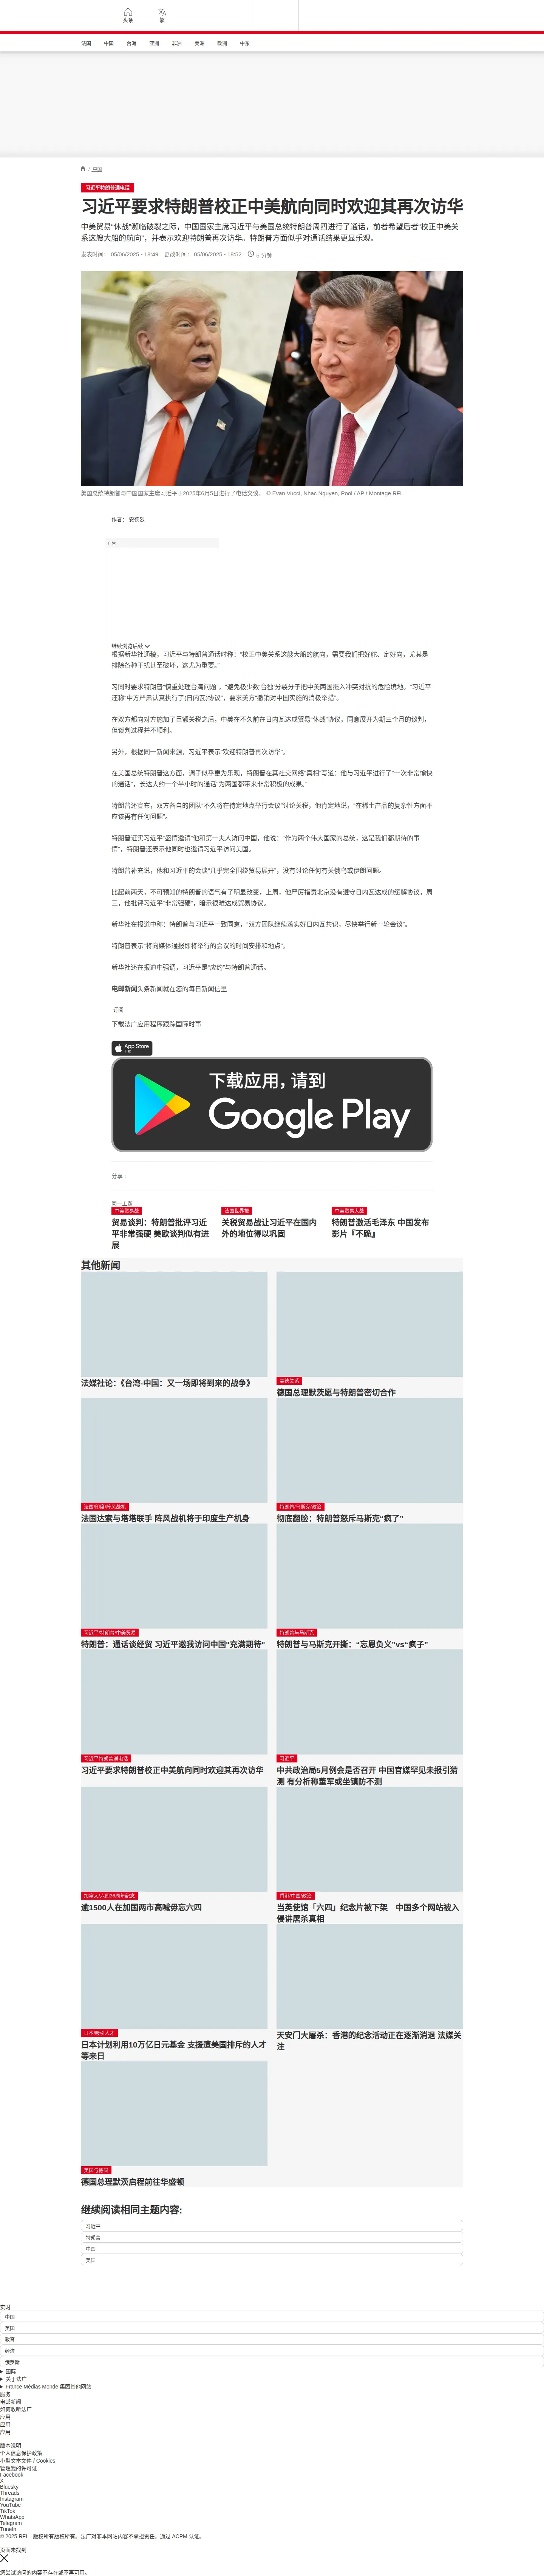 头条
繁
法国
中国
台海
亚洲
非洲
美洲
欧洲
中东
/ 中国
习近平特朗普通电话
习近平要求特朗普校正中美航向同时欢迎其再次访华
中美贸易“休战”濒临破裂之际，中国国家主席习近平与美国总统特朗普周四进行了通话，前者希望后者“校正中美关
系这艘大船的航向”，并表示欢迎特朗普再次访华。特朗普方面似乎对通话结果更显乐观。
发表时间： 05/06/2025 - 18:49 更改时间： 05/06/2025 - 18:52 5 分钟
美国总统特朗普与中国国家主席习近平于2025年6月5日进行了电话交谈。 © Evan Vucci, Nhac Nguyen, Pool / AP / Montage RFI
作者： 安德烈
广告
继续浏览后续
根据新华社通稿，习近平与特朗普通话时称：“校正中美关系这艘大船的航向，需要我们把好舵、定好向，尤其是
排除各种干扰甚至破坏，这尤为重要。”
习同时要求特朗普“慎重处理台湾问题”，“避免极少数‘台独’分裂分子把中美两国拖入冲突对抗的危险境地。“习近平
还称“中方严肃认真执行了(日内瓦)协议”，要求美方“撤销对中国实施的消极举措”。
在双方都向对方施加了巨额关税之后，中美在不久前在日内瓦达成贸易“休战”协议，同意展开为期三个月的谈判，
但谈判过程并不顺利。
另外，根据同一新闻来源，习近平表示“欢迎特朗普再次访华”。
在美国总统特朗普这方面，调子似乎更为乐观，特朗普在其社交网络“真相”写道：他与习近平进行了“一次非常愉快
的通话”，长达大约一个半小时的通话“为两国都带来非常积极的成果。”
特朗普还宣布，双方各自的团队“不久将在待定地点举行会议”讨论关税。他肯定地说，“在稀土产品的复杂性方面不
应该再有任何问题”。
特朗普证实习近平“盛情邀请”他和第一夫人访问中国，他说：“作为两个伟大国家的总统，这是我们都期待的事
情”，特朗普还表示他同时也邀请习近平访问美国。
特朗普补充说，他和习近平的会谈“几乎完全围绕贸易展开”，没有讨论任何有关俄乌或伊朗问题。
比起前两天，不可预知的特朗普的语气有了明显改变，上周，他严厉指责北京没有遵守日内瓦达成的缓解协议，周
三，他批评习近平“非常强硬”，暗示很难达成贸易协议。
新华社在报道中称：特朗普与习近平一致同意，“双方团队继续落实好日内瓦共识，尽快举行新一轮会谈”。
特朗普表示“将向媒体通报即将举行的会议的时间安排和地点”。
新华社还在报道中强调，习近平是“应约”与特朗普通话。
电邮新闻头条新闻就在您的每日新闻信里
订阅
下载法广应用程序跟踪国际时事
App Store
下载应用，请到
Google Play
分享 :
同一主题
中美贸易战
贸易谈判：特朗普批评习近
平非常强硬 美欧谈判似有进
展
法国世界报
关税贸易战让习近平在国内
外的地位得以巩固
中美贸易大战
特朗普激活毛泽东 中国发布
影片『不跪』
其他新闻
法媒社论:《台湾-中国：又一场即将到来的战争》
美德关系
德国总理默茨愿与特朗普密切合作
法国/印度/阵风战机
法国达索与塔塔联手 阵风战机将于印度生产机身
特朗普/马斯克/政治
彻底翻脸：特朗普怒斥马斯克“疯了”
习近平/特朗普/中美贸易
特朗普：通话谈经贸 习近平邀我访问中国"充满期待"
特朗普与马斯克
特朗普与马斯克开撕：“忘恩负义”vs“疯子”
习近平特朗普通电话
习近平要求特朗普校正中美航向同时欢迎其再次访华
习近平
中共政治局5月例会是否召开 中国官媒罕见未报引猜
测 有分析称董军或坐镇防不测
加拿大/六四36周年纪念
逾1500人在加国两市高喊毋忘六四
香港/中国/政治
当英使馆「六四」纪念片被下架 中国多个网站被入
侵讲屠杀真相
日本/吸引人才
日本计划利用10万亿日元基金 支援遭美国排斥的人才
等来日
天安门大屠杀：香港的纪念活动正在逐渐消退 法媒关
注
美国与德国
德国总理默茨启程前往华盛顿
继续阅读相同主题内容:
习近平
特朗普
中国
美国
实时
中国
美国
教育
经济
俄罗斯
国际
关于法广
France Médias Monde 集团其他网站
服务
电邮新闻
如何收听法广
应用
应用
应用
版本说明
个人信息保护政策
小型文本文件 / Cookies
管理我的许可证
Facebook
X
Bluesky
Threads
Instagram
YouTube
TikTok
WhatsApp
Telegram
TuneIn
© 2025 RFI – 版权所有版权所有。法广对非本网站内容不承担责任。通过 ACPM 认证。
页面未找到
您尝试访问的内容不存在或不再可用。